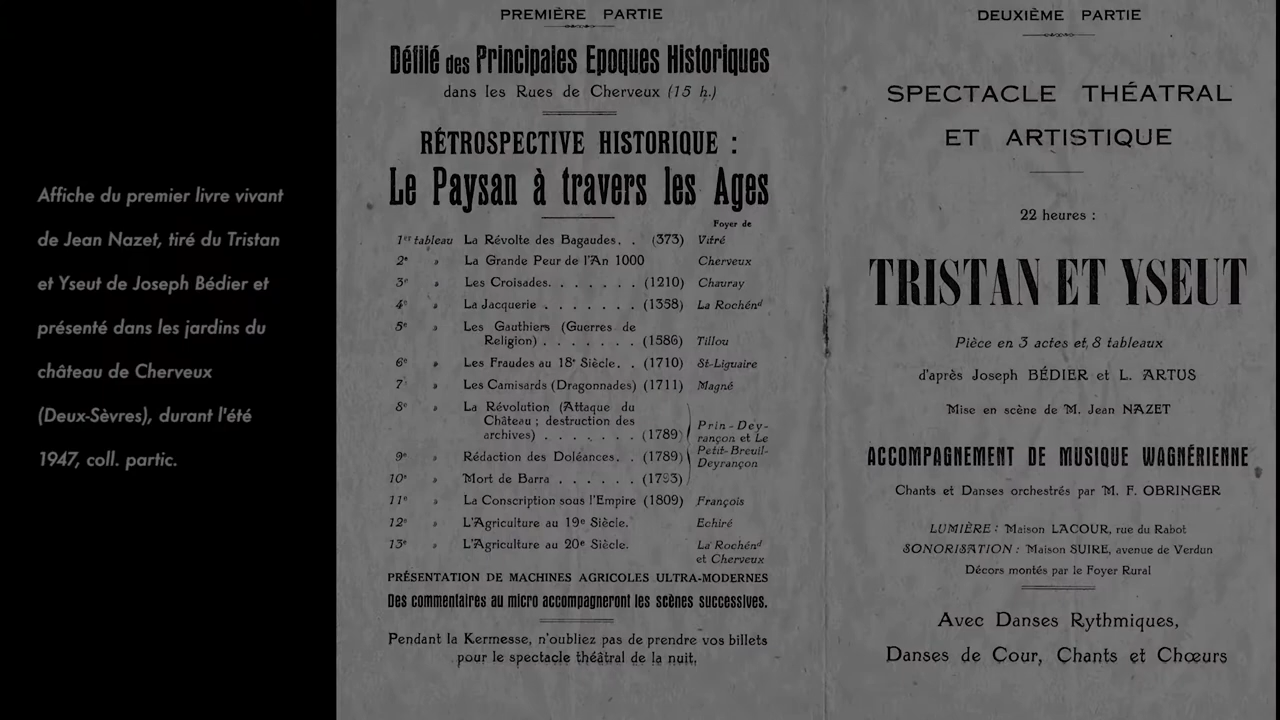 Affiche du premier livre vivant
de Jean Nazet, tiré du Tristan
et Yseut de Joseph Bédier et
présenté dans les jardins du
château de Cherveux
(Deux-Sèvres), durant l'été
1947, coll. partic.
PREMIÈRE PARTIE
Défilé des Principales Epoques Historiques
dans les Rues de Cherveux (15 h.)
RÉTROSPECTIVE HISTORIQUE :
Le Paysan à travers les Ages
Foyer de
1er tableau La Révolte des Bagaudes. . (373) Vitré
2e » La Grande Peur de l'An 1000 Cherveux
3e » Les Croisades. . . . . . . (1210) Chauray
4e » La Jacquerie . . . . . . . (1358) La Rochénd
5e » Les Gauthiers (Guerres de
Religion) . . . . . . . (1586) Tillou
6e » Les Fraudes au 18e Siècle. . (1710) St-Liguaire
7e » Les Camisards (Dragonnades) (1711) Magné
8e » La Révolution (Attaque du
Château ; destruction des
archives) . . . . . . . (1789) Prin-Dey-
rançon et Le
9e » Rédaction des Doléances. . (1789) Petit-Breuil-
Deyrançon
10e » Mort de Barra . . . . . . (1793)
11e » La Conscription sous l'Empire (1809) François
12e » L'Agriculture au 19e Siècle. Echiré
13e » L'Agriculture au 20e Siècle. La Rochénd
et Cherveux
PRÉSENTATION DE MACHINES AGRICOLES ULTRA-MODERNES
Des commentaires au micro accompagneront les scènes successives.
Pendant la Kermesse, n'oubliez pas de prendre vos billets
pour le spectacle théâtral de la nuit.
DEUXIÈME PARTIE
SPECTACLE THÉATRAL
ET ARTISTIQUE
22 heures :
TRISTAN ET YSEUT
Pièce en 3 actes et 8 tableaux
d'après Joseph BÉDIER et L. ARTUS
Mise en scène de M. Jean NAZET
ACCOMPAGNEMENT DE MUSIQUE WAGNÉRIENNE
Chants et Danses orchestrés par M. F. OBRINGER
LUMIÈRE : Maison LACOUR, rue du Rabot
SONORISATION : Maison SUIRE, avenue de Verdun
Décors montés par le Foyer Rural
Avec Danses Rythmiques,
Danses de Cour, Chants et Chœurs